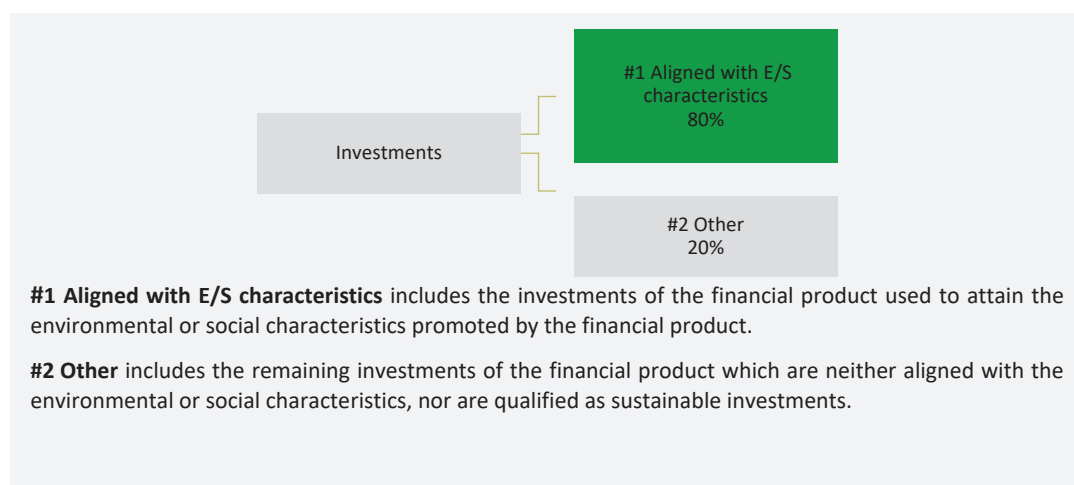 #1 Aligned with E/S
characteristics
80%
Investments
#2 Other
20%
#1 Aligned with E/S characteristics includes the investments of the financial product used to attain the
environmental or social characteristics promoted by the financial product.
#2 Other includes the remaining investments of the financial product which are neither aligned with the
environmental or social characteristics, nor are qualified as sustainable investments.